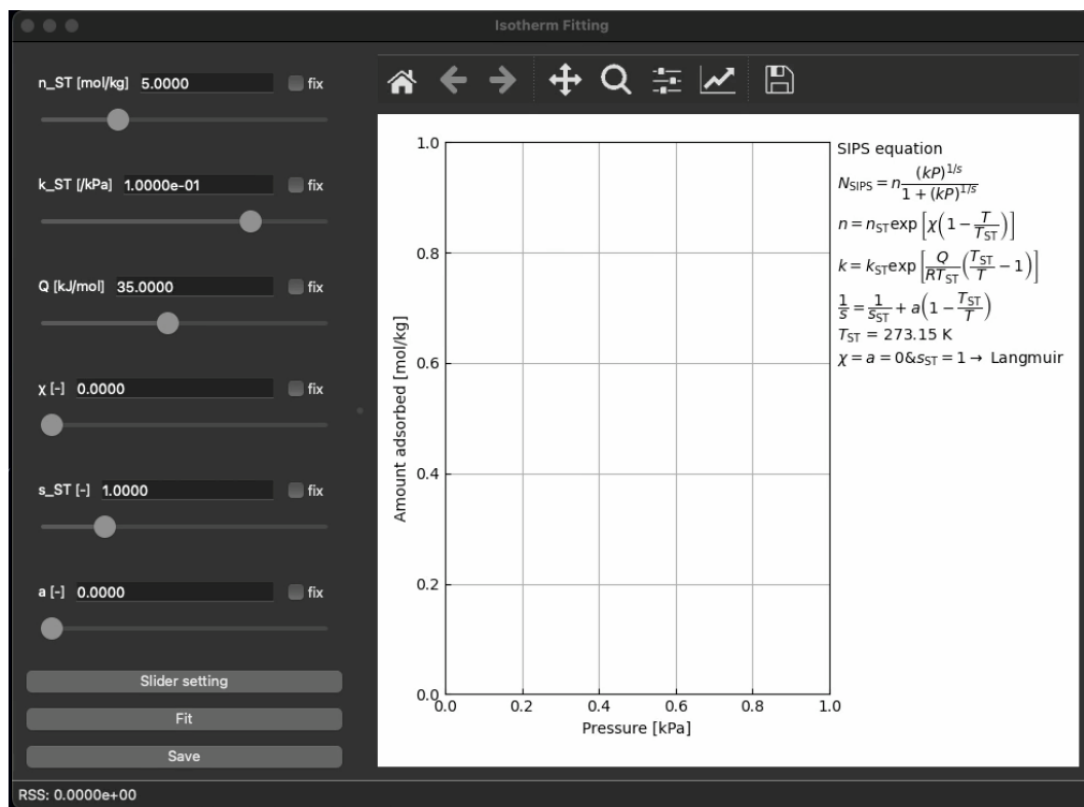 Isotherm Fitting
n_ST [mol/kg] 5.0000 fix
k_ST [/kPa] 1.0000e-01 fix
Q [kJ/mol] 35.0000 fix
χ [-] 0.0000 fix
s_ST [-] 1.0000 fix
a [-] 0.0000 fix
Slider setting
Fit
Save
RSS: 0.0000e+00
Amount adsorbed [mol/kg]
1.0
0.8
0.6
0.4
0.2
0.0
0.0 0.2 0.4 0.6 0.8 1.0
Pressure [kPa]
SIPS equation
N_SIPS = n (kP)^{1/s} / (1 + (kP)^{1/s})
n = n_ST exp [χ(1 − T/T_ST)]
k = k_ST exp [Q/(RT_ST) (T_ST/T − 1)]
1/s = 1/s_ST + a(1 − T_ST/T)
T_ST = 273.15 K
χ = a = 0&s_ST = 1 → Langmuir